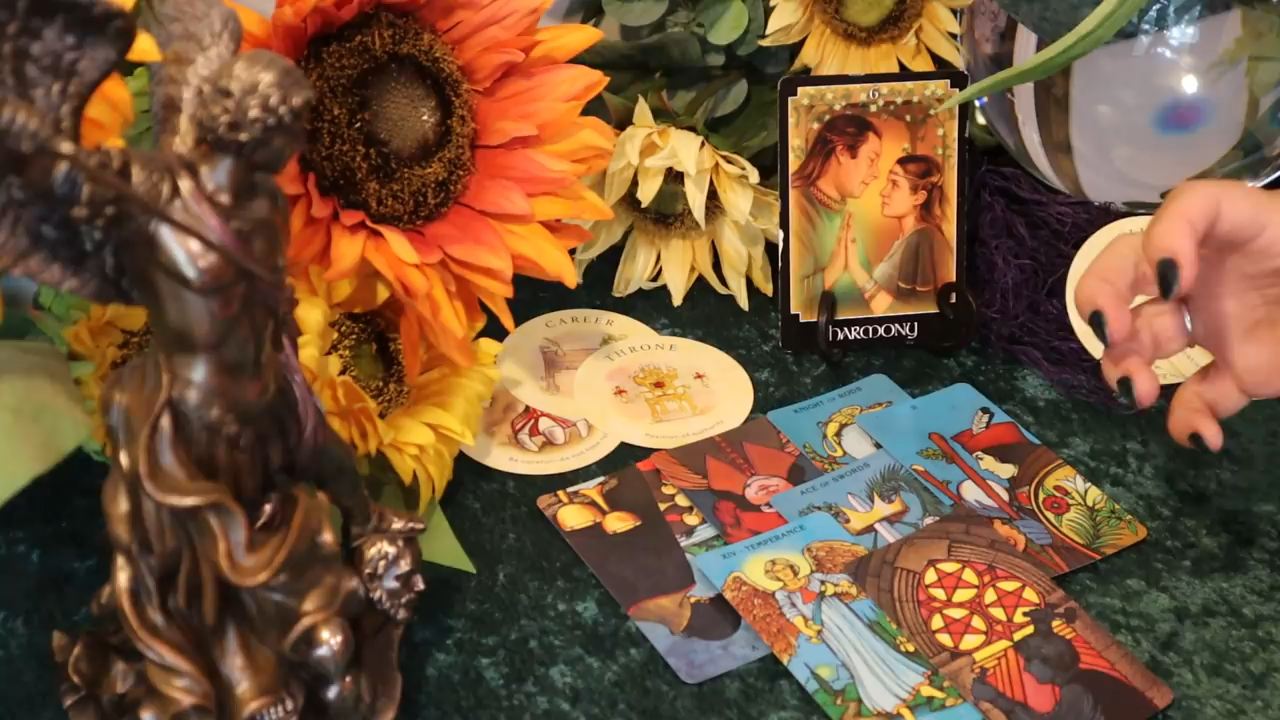 6
HARMONY
CAREER
THRONE
KNIGHT OF RODS
ACE OF SWORDS
XIV - TEMPERANCE